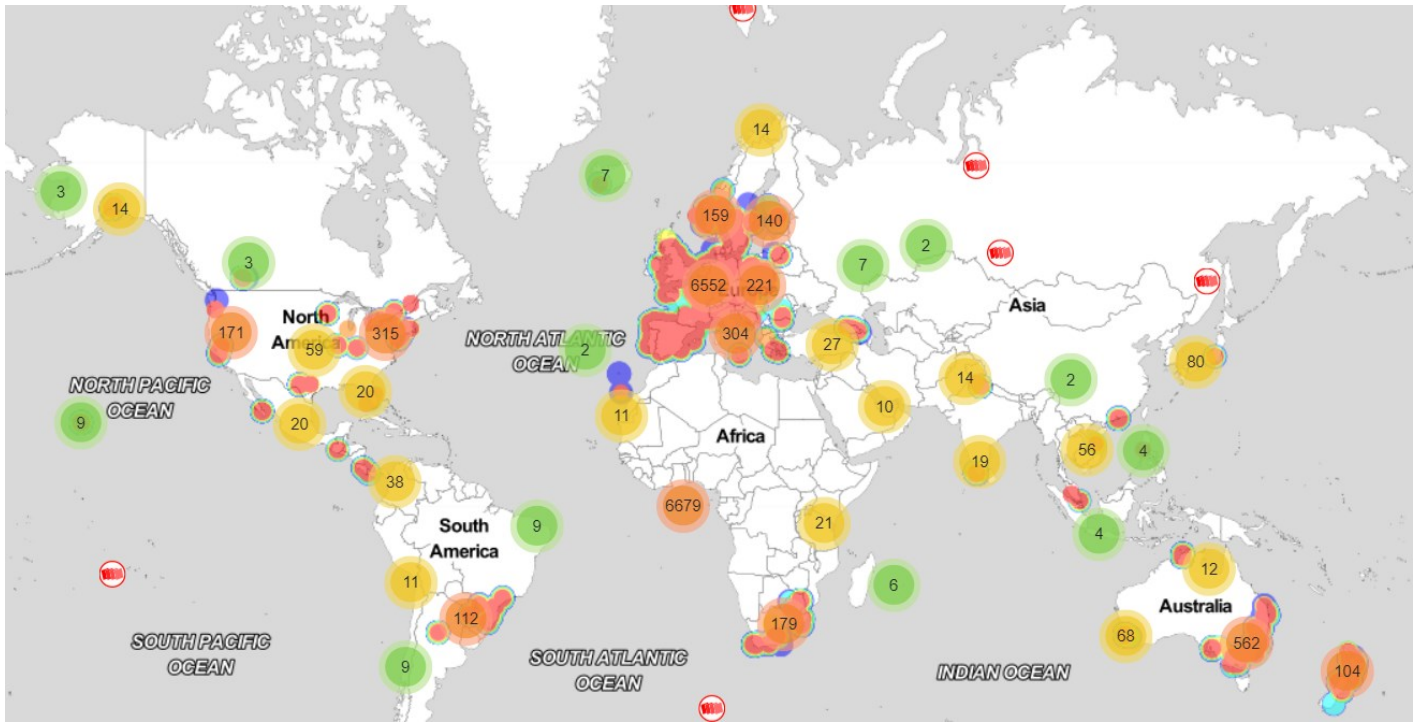 14
3
7
14
159
140
3
2
7
6552
221
Eu
Asia
171
North
America
59
315
NORTH ATLANTIC
OCEAN
2
304
27
80
NORTH PACIFIC
OCEAN
9
20
20
11
Africa
10
14
2
38
19
56
4
6679
21
9
4
South
America
11
112
9
6
179
12
Australia
68
562
104
SOUTH PACIFIC
OCEAN
SOUTH ATLANTIC
OCEAN
INDIAN OCEAN